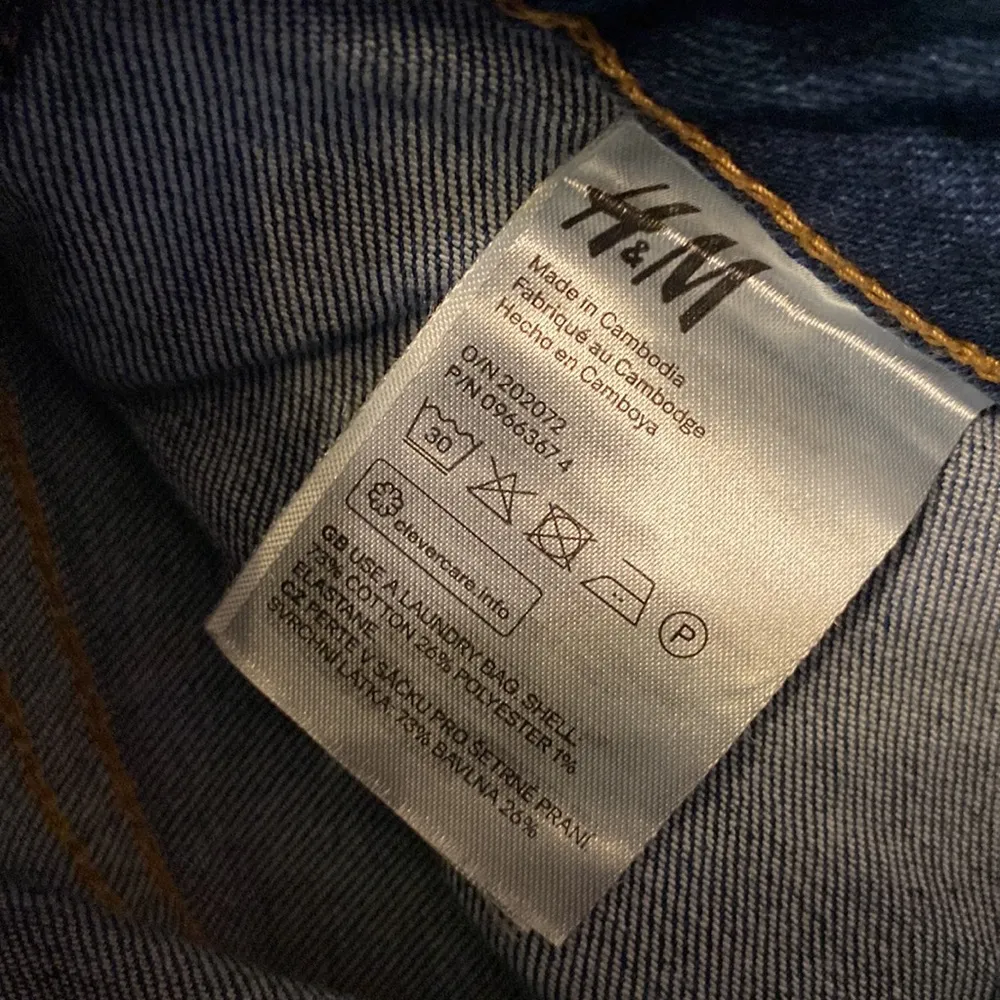 H&M
Made in Cambodia
Fabriqué au Cambodge
Hecho en Camboya
O/N 202072
P/N 0966367 4
30
P
clevercare.info
GB USE A LAUNDRY BAG. SHELL:
73% COTTON 26% POLYESTER 1%
ELASTANE
CZ PERTE V SÁČKU PRO ŠETRNÉ PRANÍ
SVRCHNÍ LÁTKA: 73% BAVLNA 26%